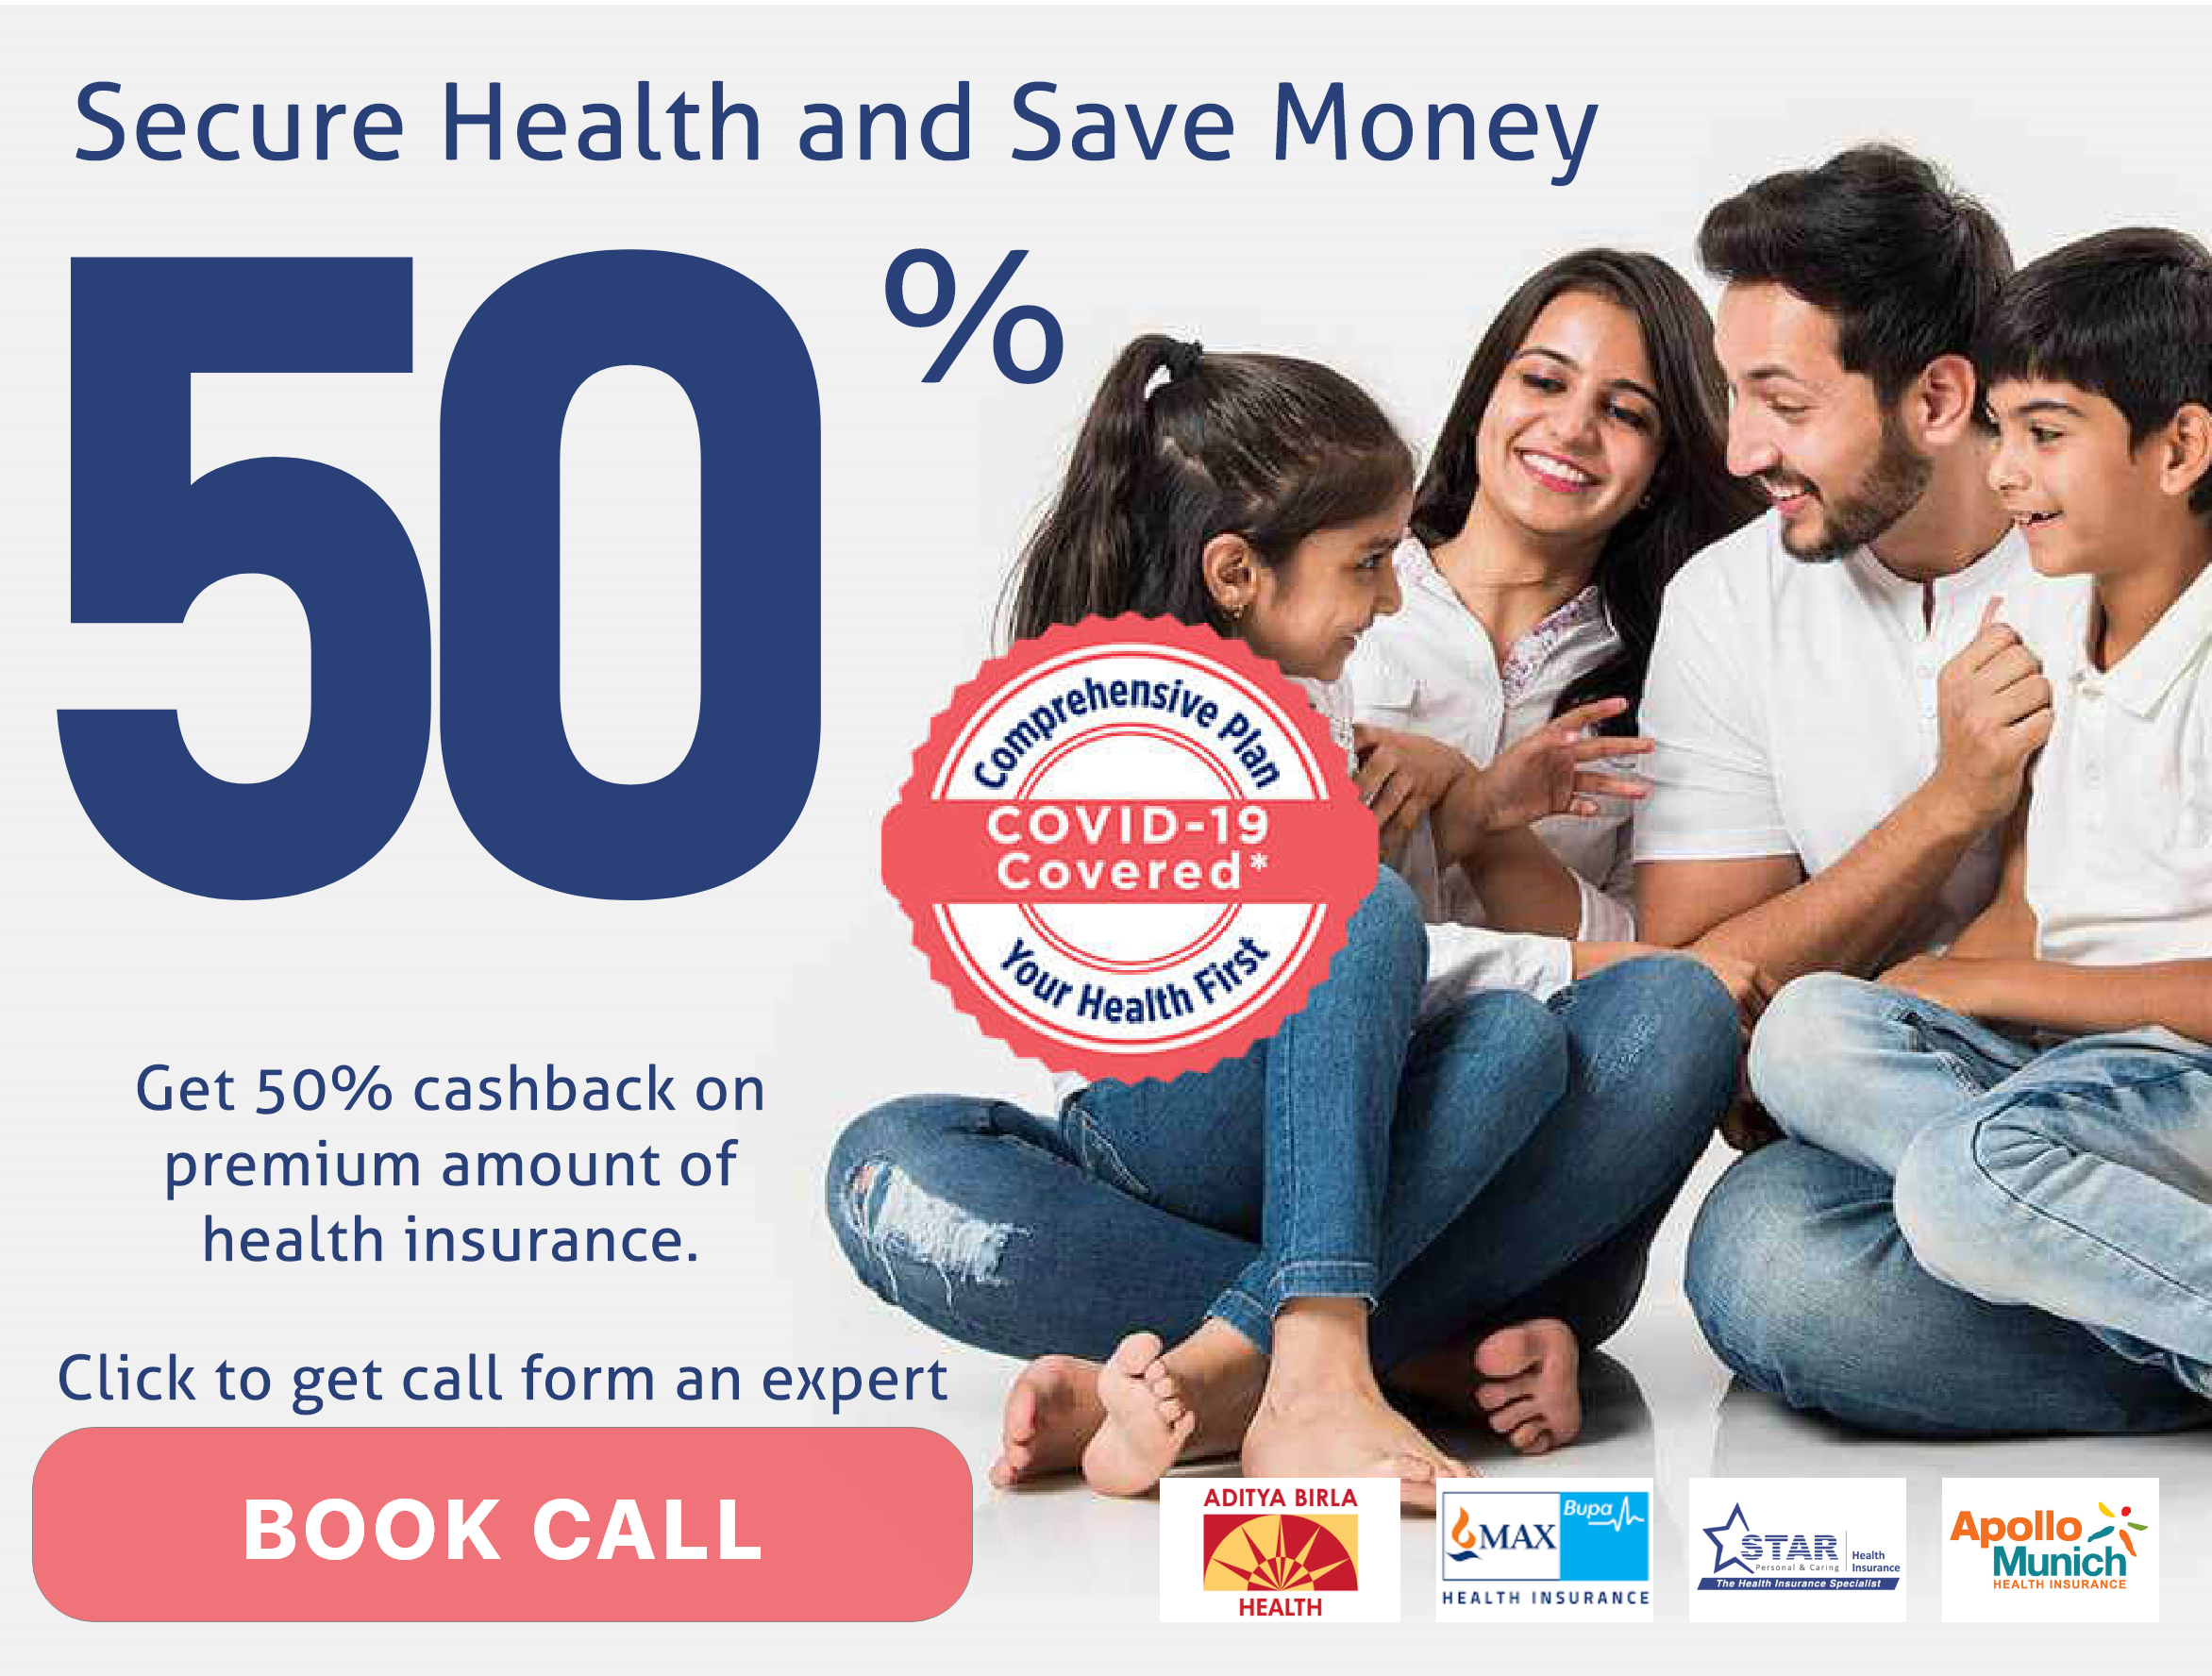 Secure Health and Save Money
50%
Comprehensive Plan
COVID-19
Covered*
Your Health First
Get 50% cashback on
premium amount of
health insurance.
Click to get call form an expert
BOOK CALL
ADITYA BIRLA
HEALTH
MAX Bupa
HEALTH INSURANCE
STAR Health
Personal & Caring Insurance
The Health Insurance Specialist
Apollo
Munich
HEALTH INSURANCE